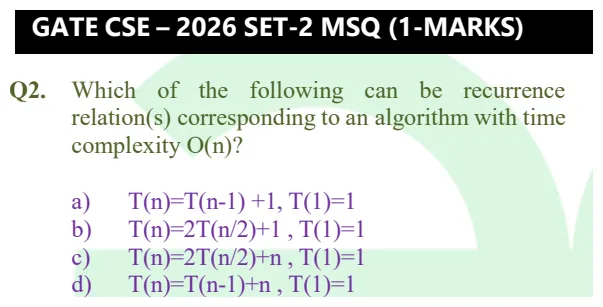 GATE CSE – 2026 SET-2 MSQ (1-MARKS)
Q2. Which of the following can be recurrence
relation(s) corresponding to an algorithm with time
complexity O(n)?
a) T(n)=T(n-1) +1, T(1)=1
b) T(n)=2T(n/2)+1 , T(1)=1
c) T(n)=2T(n/2)+n , T(1)=1
d) T(n)=T(n-1)+n , T(1)=1